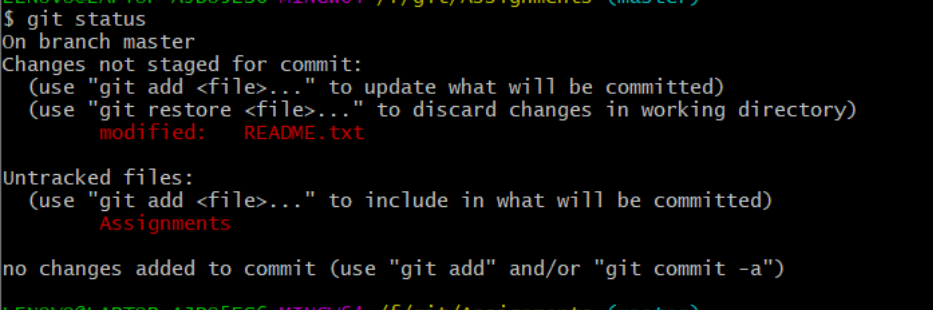 $ git status
On branch master
Changes not staged for commit:
(use "git add <file>..." to update what will be committed)
(use "git restore <file>..." to discard changes in working directory)
modified: README.txt
Untracked files:
(use "git add <file>..." to include in what will be committed)
Assignments
no changes added to commit (use "git add" and/or "git commit -a")